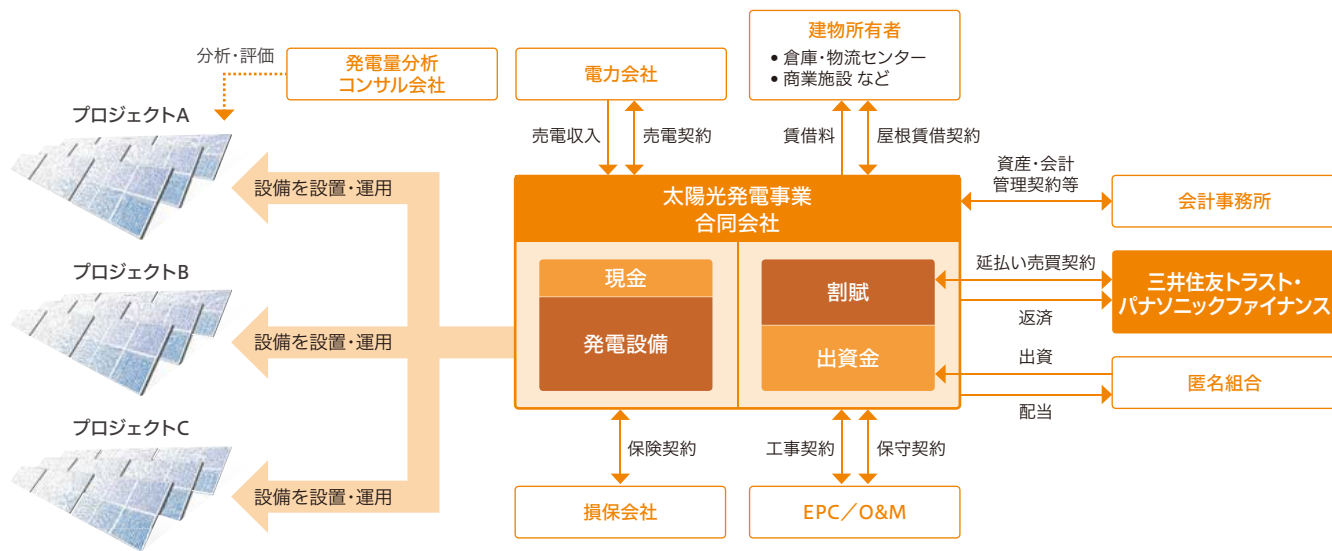 分析・評価
発電量分析
コンサル会社
電力会社
建物所有者
• 倉庫・物流センター
• 商業施設 など
プロジェクトA
売電収入
売電契約
賃借料
屋根賃借契約
設備を設置・運用
太陽光発電事業
合同会社
資産・会計
管理契約等
会計事務所
プロジェクトB
現金
発電設備
割賦
出資金
延払い売買契約
返済
三井住友トラスト・
パナソニックファイナンス
設備を設置・運用
出資
配当
匿名組合
プロジェクトC
設備を設置・運用
保険契約
工事契約
保守契約
損保会社
EPC／O&M